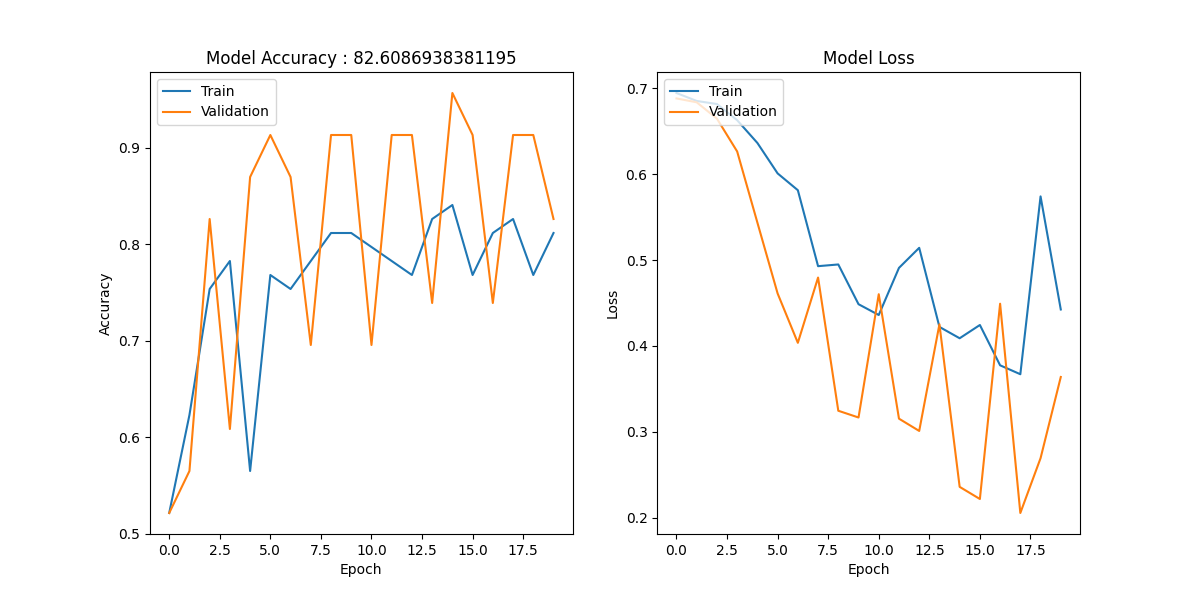 Model Accuracy : 82.6086938381195
Train
Validation
0.9
0.8
0.7
0.6
0.5
Accuracy
0.0 2.5 5.0 7.5 10.0 12.5 15.0 17.5
Epoch
Model Loss
Train
Validation
0.7
0.6
0.5
0.4
0.3
0.2
Loss
0.0 2.5 5.0 7.5 10.0 12.5 15.0 17.5
Epoch